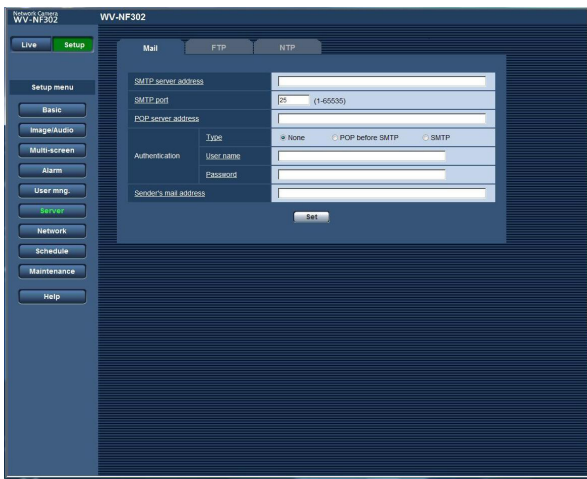 Network Camera
WV-NF302
WV-NF302
Live Setup
Mail FTP NTP
Setup menu
Basic
Image/Audio
Multi-screen
Alarm
User mng.
Server
Network
Schedule
Maintenance
Help
SMTP server address
SMTP port 25 (1-65535)
POP server address
Authentication
Type None POP before SMTP SMTP
User name
Password
Sender's mail address
Set